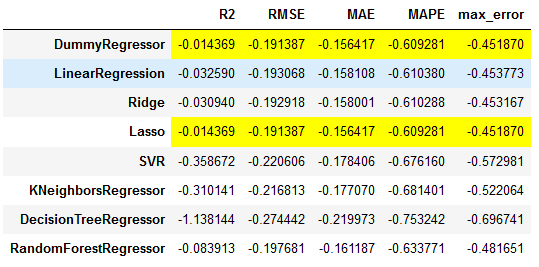 R2 RMSE MAE MAPE max_error
DummyRegressor -0.014369 -0.191387 -0.156417 -0.609281 -0.451870
LinearRegression -0.032590 -0.193068 -0.158108 -0.610380 -0.453773
Ridge -0.030940 -0.192918 -0.158001 -0.610288 -0.453167
Lasso -0.014369 -0.191387 -0.156417 -0.609281 -0.451870
SVR -0.358672 -0.220606 -0.178406 -0.676160 -0.572981
KNeighborsRegressor -0.310141 -0.216813 -0.177070 -0.681401 -0.522064
DecisionTreeRegressor -1.138144 -0.274442 -0.219973 -0.753242 -0.696741
RandomForestRegressor -0.083913 -0.197681 -0.161187 -0.633771 -0.481651